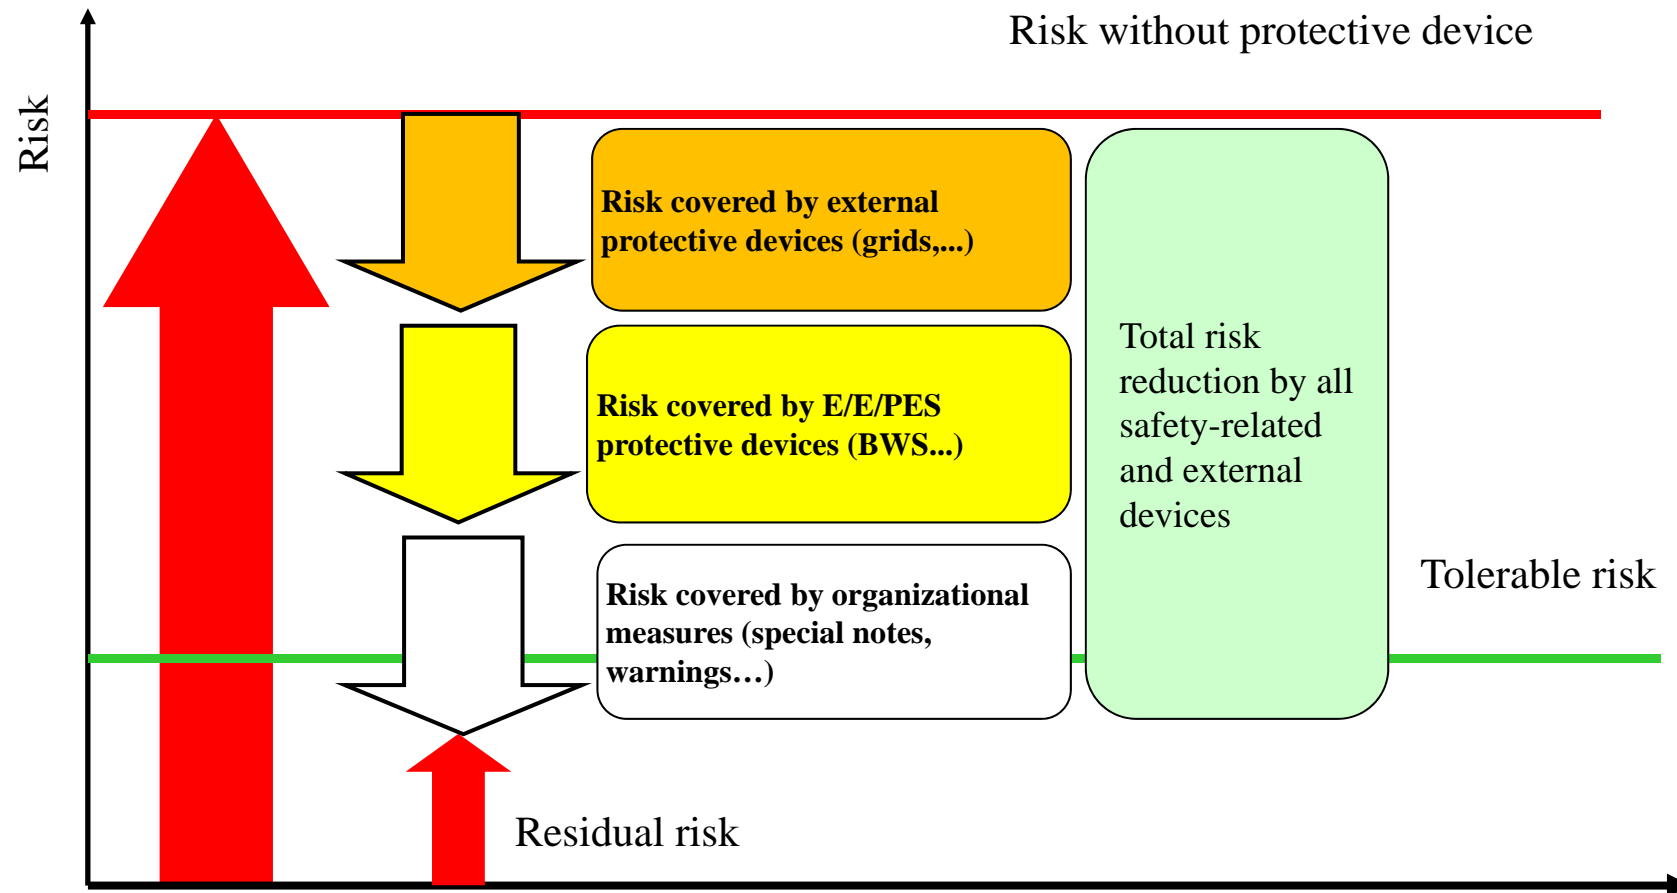 Risk without protective device
Risk
Risk covered by external
protective devices (grids,...)
Risk covered by E/E/PES
protective devices (BWS...)
Risk covered by organizational
measures (special notes,
warnings…)
Total risk
reduction by all
safety-related
and external
devices
Tolerable risk
Residual risk